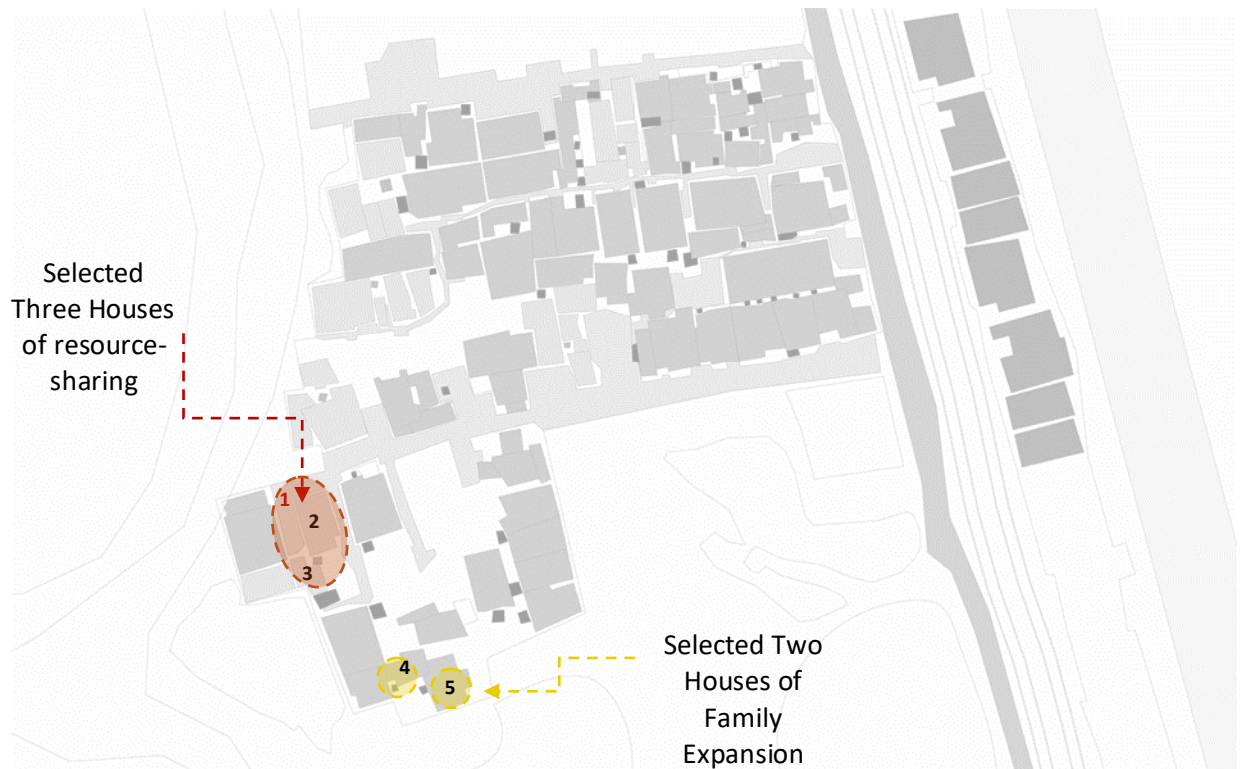 Selected
Three Houses
of resource-
sharing
1
2
3
4
5
Selected Two
Houses of
Family
Expansion